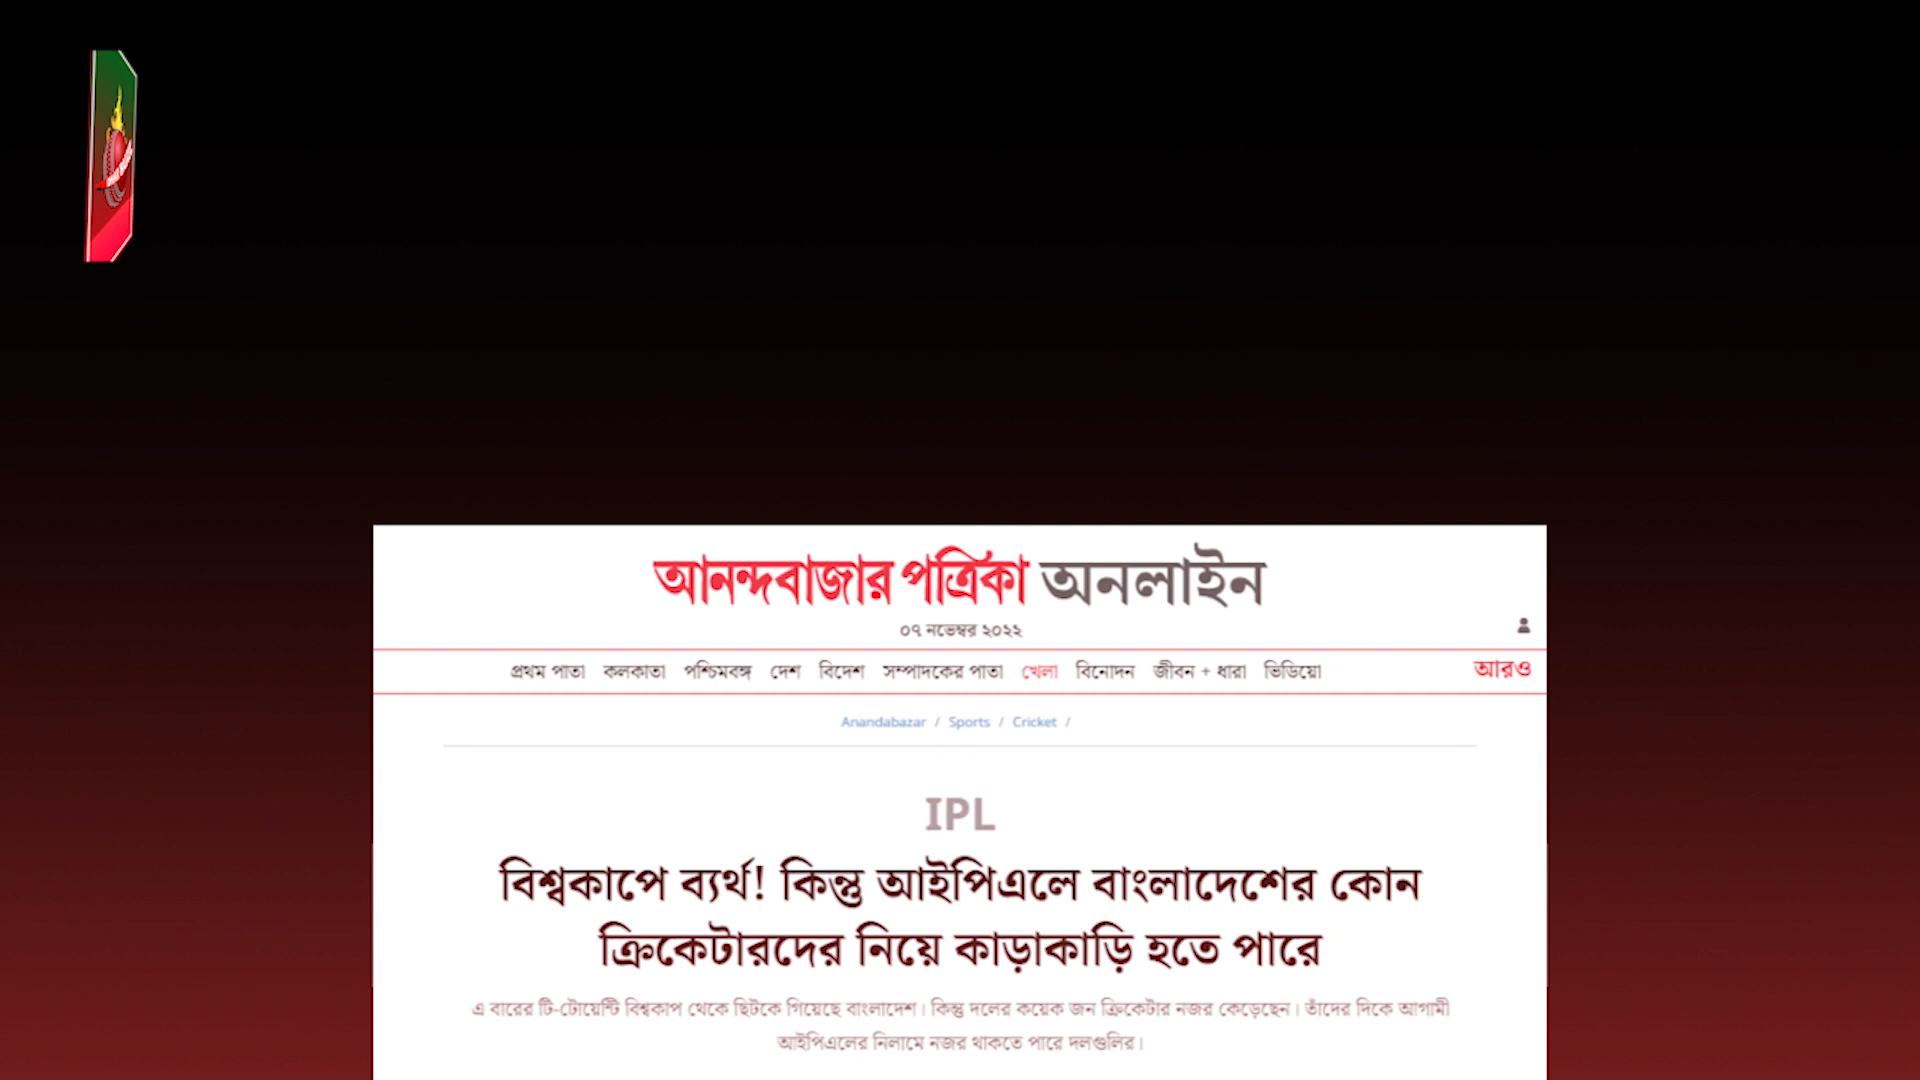 আনন্দবাজার পত্রিকা অনলাইন
০৭ নভেম্বর ২০২২
প্রথম পাতা কলকাতা পশ্চিমবঙ্গ দেশ বিদেশ সম্পাদকের পাতা খেলা বিনোদন জীবন + ধারা ভিডিয়ো আরও
Anandabazar / Sports / Cricket /
IPL
বিশ্বকাপে ব্যর্থ! কিন্তু আইপিএলে বাংলাদেশের কোন
ক্রিকেটারদের নিয়ে কাড়াকাড়ি হতে পারে
এ বারের টি-টোয়েন্টি বিশ্বকাপ থেকে ছিটকে গিয়েছে বাংলাদেশ। কিন্তু দলের কয়েক জন ক্রিকেটার নজর কেড়েছেন। তাঁদের দিকে আগামী
আইপিএলের নিলামে নজর থাকতে পারে দলগুলির।